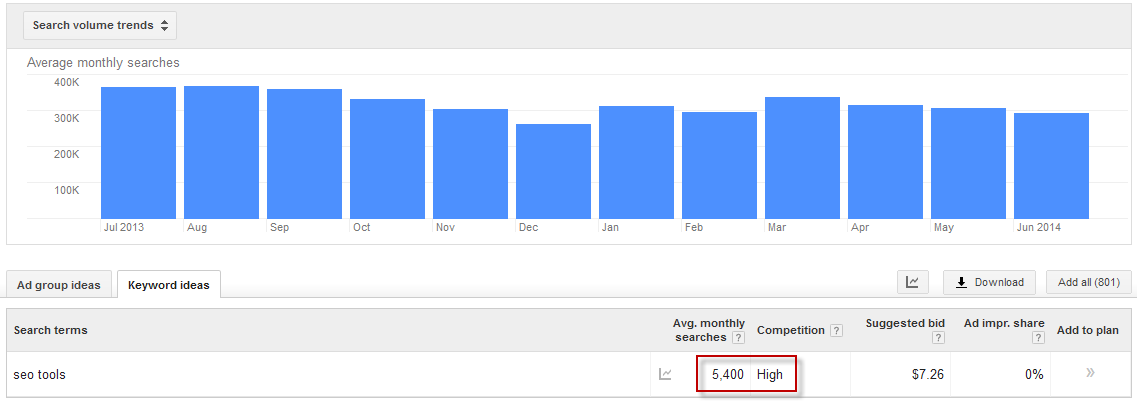 Search volume trends
Average monthly searches
400K
300K
200K
100K
Jul 2013 Aug Sep Oct Nov Dec Jan Feb Mar Apr May Jun 2014
Ad group ideas Keyword ideas Download Add all (801)
Search terms Avg. monthly searches ? Competition ? Suggested bid ? Ad impr. share ? Add to plan
seo tools 5,400 High $7.26 0% »